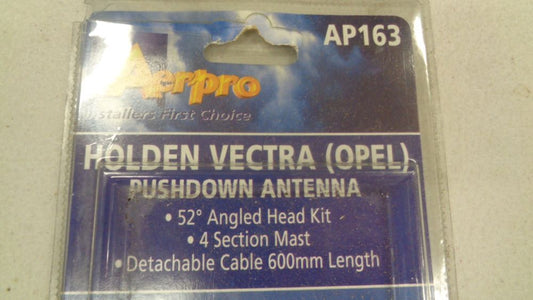 AP163
Aerpro
Installers First Choice
HOLDEN VECTRA (OPEL)
PUSHDOWN ANTENNA
• 52° Angled Head Kit
• 4 Section Mast
• Detachable Cable 600mm Length